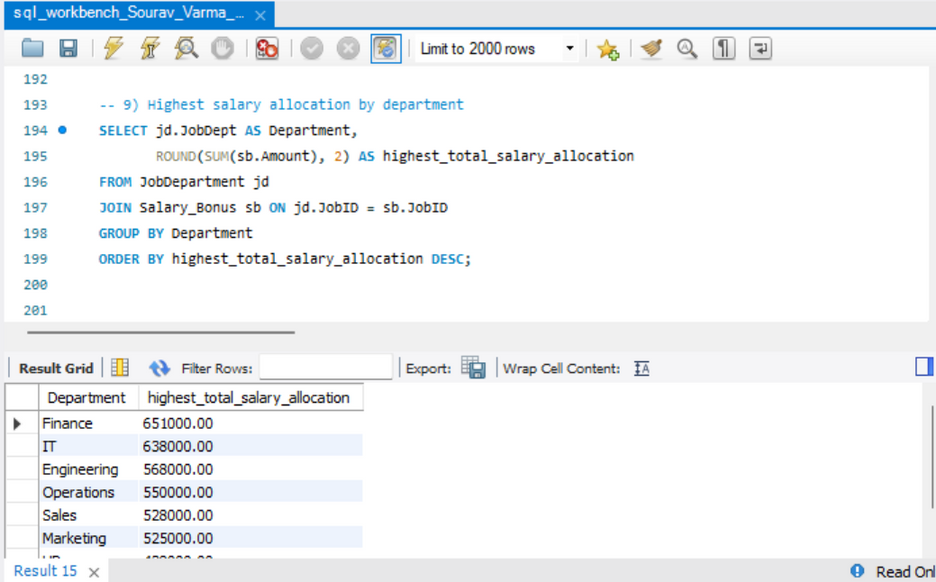 sql_workbench_Sourav_Varma_...
Limit to 2000 rows
192
193 -- 9) Highest salary allocation by department
194 SELECT jd.JobDept AS Department,
195 ROUND(SUM(sb.Amount), 2) AS highest_total_salary_allocation
196 FROM JobDepartment jd
197 JOIN Salary_Bonus sb ON jd.JobID = sb.JobID
198 GROUP BY Department
199 ORDER BY highest_total_salary_allocation DESC;
200
201
Result Grid Filter Rows: Export: Wrap Cell Content:
Department highest_total_salary_allocation
Finance 651000.00
IT 638000.00
Engineering 568000.00
Operations 550000.00
Sales 528000.00
Marketing 525000.00
Result 15 Read Onl